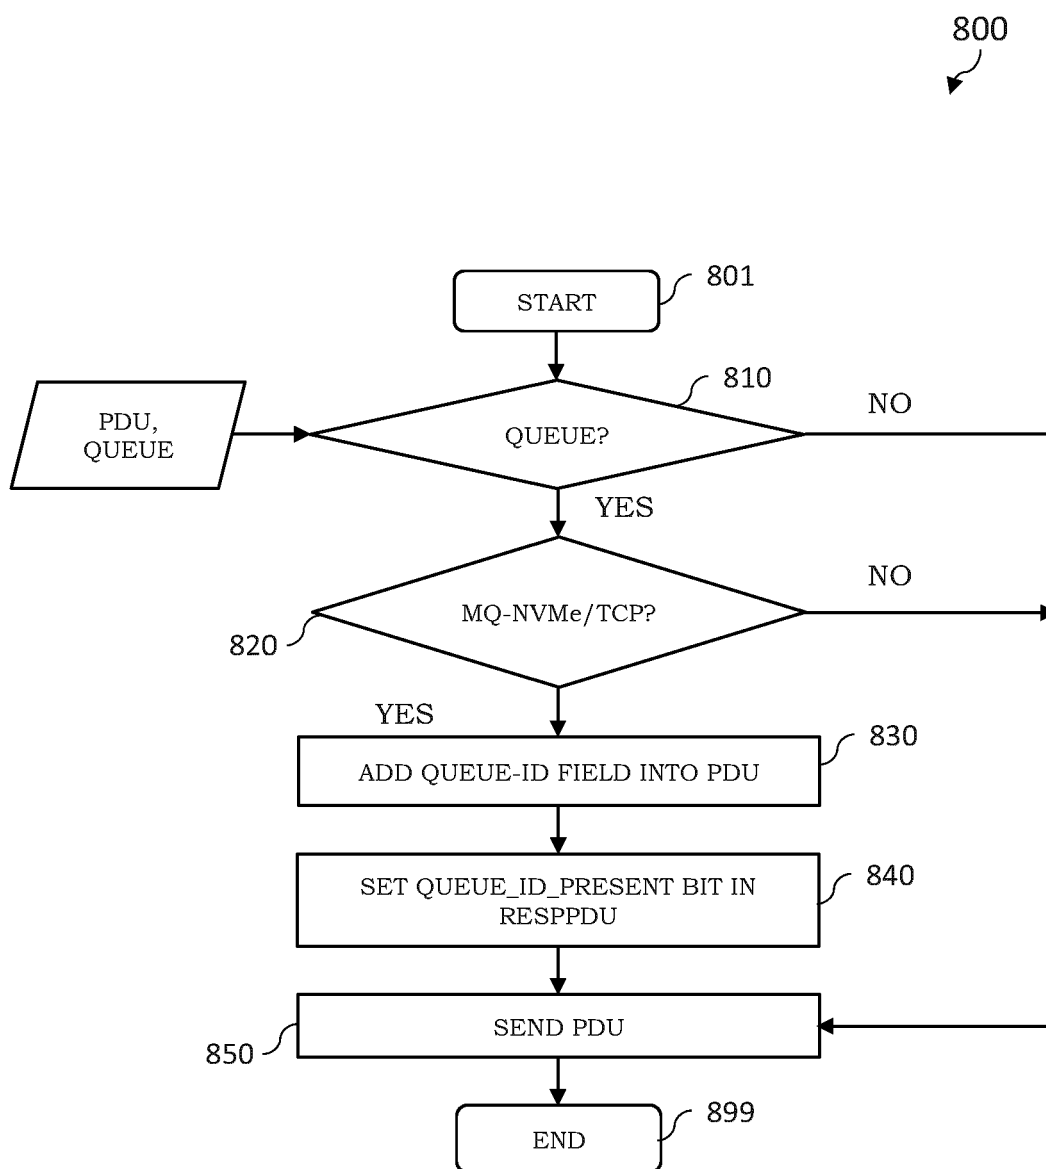 800
START
801
810
NO
PDU,
QUEUE
QUEUE?
YES
NO
MQ-NVMe/TCP?
820
YES
830
ADD QUEUE-ID FIELD INTO PDU
SET QUEUE_ID_PRESENT BIT IN
RESPPDU
840
SEND PDU
850
899
END